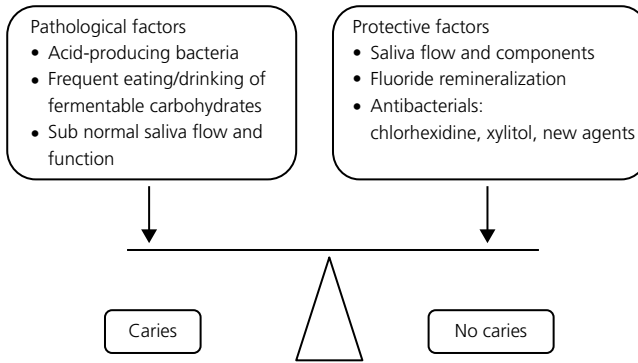 Pathological factors
• Acid-producing bacteria
• Frequent eating/drinking of
fermentable carbohydrates
• Sub normal saliva flow and
function
Protective factors
• Saliva flow and components
• Fluoride remineralization
• Antibacterials:
chlorhexidine, xylitol, new agents
Caries
No caries